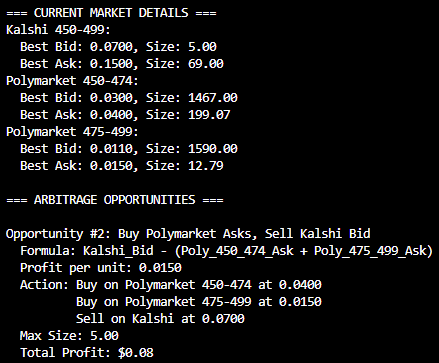 === CURRENT MARKET DETAILS ===
Kalshi 450-499:
Best Bid: 0.0700, Size: 5.00
Best Ask: 0.1500, Size: 69.00
Polymarket 450-474:
Best Bid: 0.0300, Size: 1467.00
Best Ask: 0.0400, Size: 199.07
Polymarket 475-499:
Best Bid: 0.0110, Size: 1590.00
Best Ask: 0.0150, Size: 12.79
=== ARBITRAGE OPPORTUNITIES ===
Opportunity #2: Buy Polymarket Asks, Sell Kalshi Bid
Formula: Kalshi_Bid - (Poly_450_474_Ask + Poly_475_499_Ask)
Profit per unit: 0.0150
Action: Buy on Polymarket 450-474 at 0.0400
Buy on Polymarket 475-499 at 0.0150
Sell on Kalshi at 0.0700
Max Size: 5.00
Total Profit: $0.08